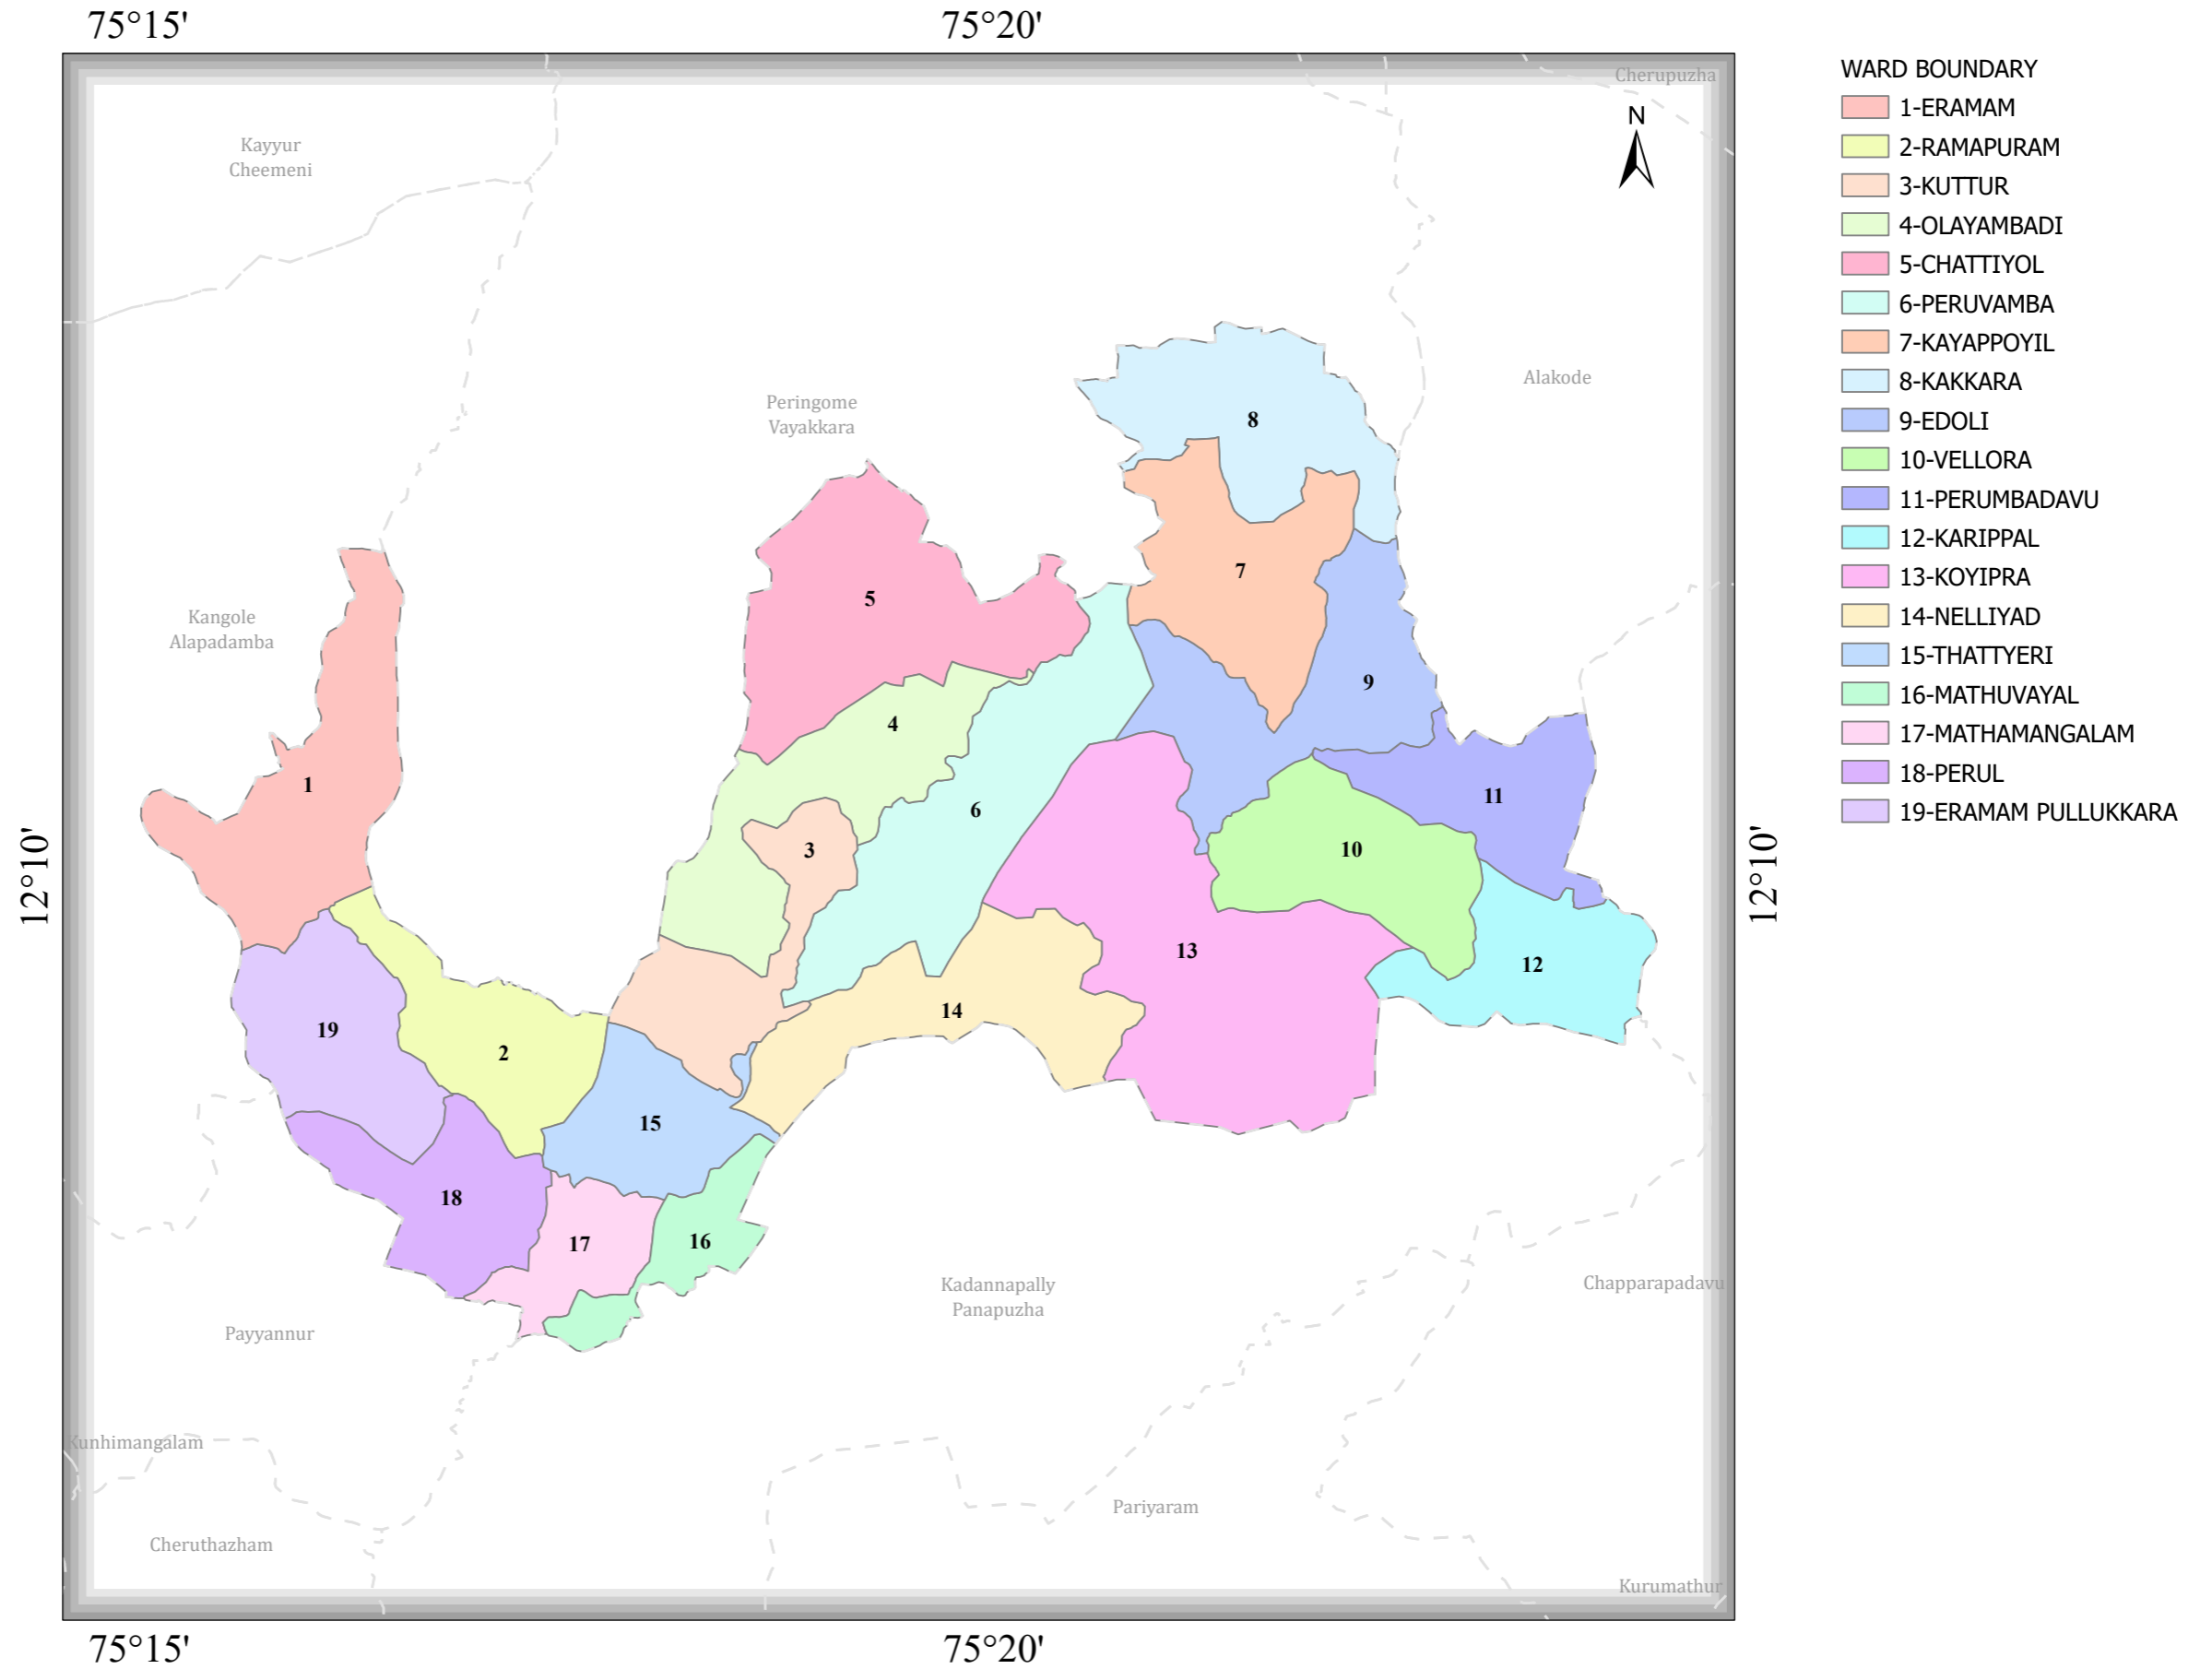 75°15'
75°20'
WARD BOUNDARY
1-ERAMAM
2-RAMAPURAM
3-KUTTUR
4-OLAYAMBADI
5-CHATTIYOL
6-PERUVAMBA
7-KAYAPPOYIL
8-KAKKARA
9-EDOLI
10-VELLORA
11-PERUMBADAVU
12-KARIPPAL
13-KOYIPRA
14-NELLIYAD
15-THATTYERI
16-MATHUVAYAL
17-MATHAMANGALAM
18-PERUL
19-ERAMAM PULLUKKARA
Cherupuzha
N
Kayyur
Cheemeni
Alakode
Peringome
Vayakkara
8
7
5
Kangole
Alapadamba
9
4
1
11
6
3
10
12°10'
12°10'
13
12
14
19
2
15
18
17
16
Kadannapally
Panapuzha
Chapparapadavu
Payyannur
Kunhimangalam
Pariyaram
Cheruthazham
Kurumathur
75°15'
75°20'